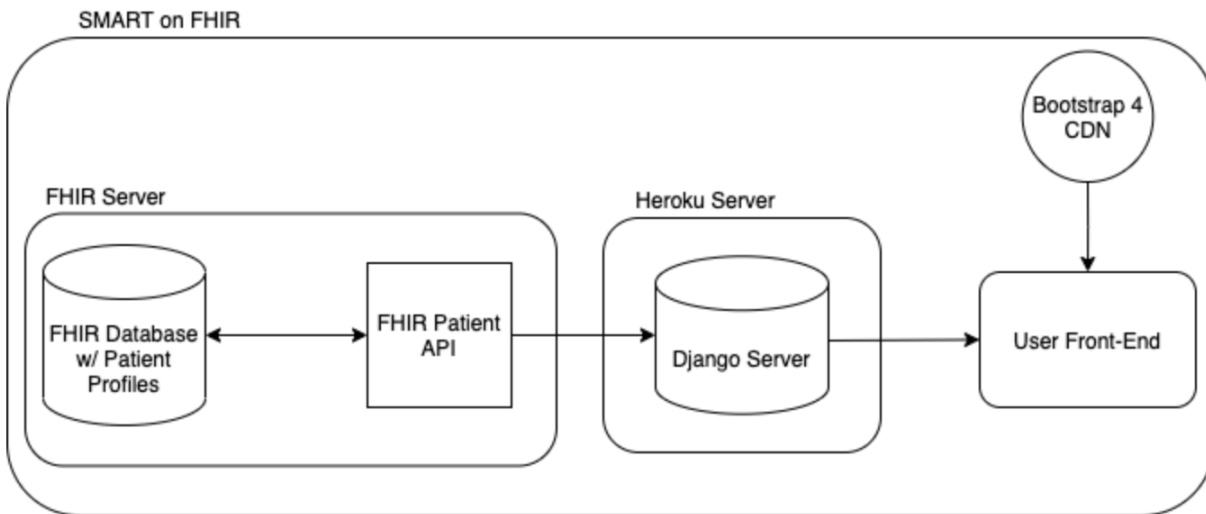 SMART on FHIR
Bootstrap 4
CDN
FHIR Server
Heroku Server
FHIR Database
w/ Patient
Profiles
FHIR Patient
API
Django Server
User Front-End